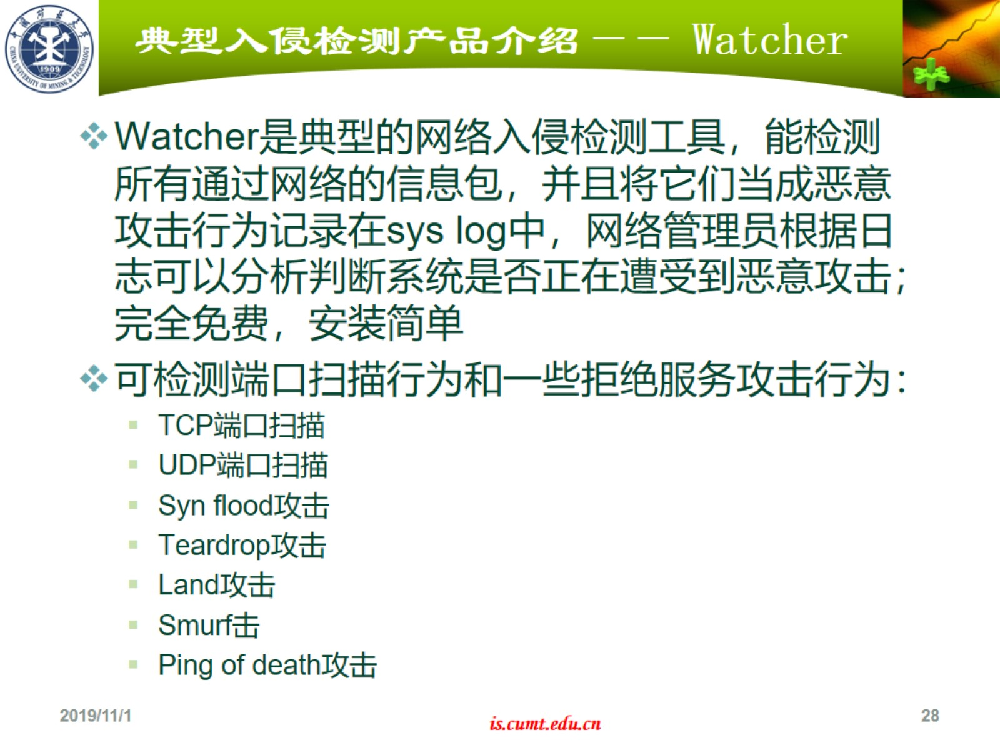 中国矿业大学
CHINA UNIVERSITY OF MINING & TECHNOLOGY
1909
典型入侵检测产品介绍－－ Watcher
Watcher是典型的网络入侵检测工具，能检测
所有通过网络的信息包，并且将它们当成恶意
攻击行为记录在sys log中，网络管理员根据日
志可以分析判断系统是否正在遭受到恶意攻击；
完全免费，安装简单
可检测端口扫描行为和一些拒绝服务攻击行为：
TCP端口扫描
UDP端口扫描
Syn flood攻击
Teardrop攻击
Land攻击
Smurf击
Ping of death攻击
2019/11/1
is.cumt.edu.cn
28